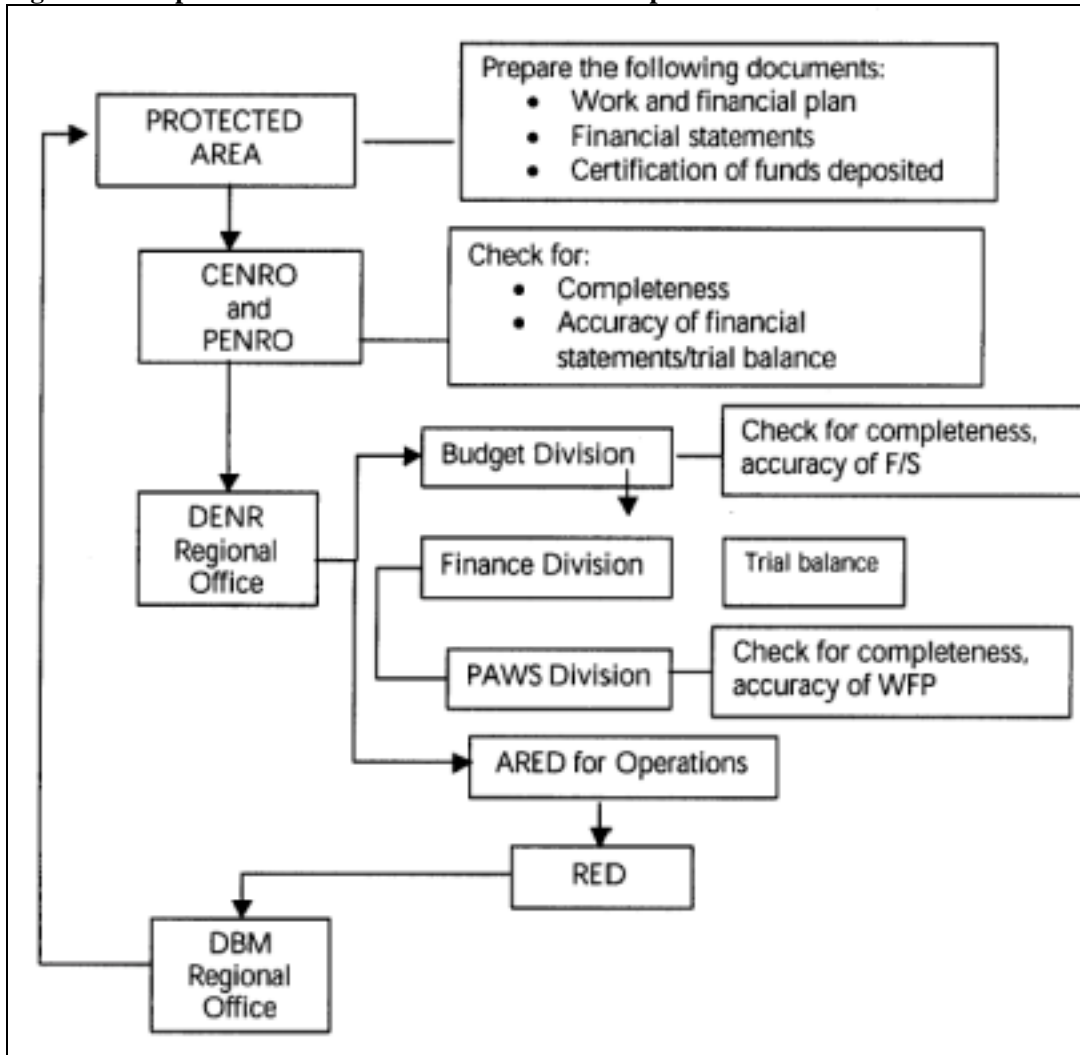 Prepare the following documents:
• Work and financial plan
• Financial statements
• Certification of funds deposited
PROTECTED
AREA
CENRO
and
PENRO
Check for:
• Completeness
• Accuracy of financial
statements/trial balance
DENR
Regional
Office
Budget Division
Check for completeness,
accuracy of F/S
Finance Division
Trial balance
PAWS Division
Check for completeness,
accuracy of WFP
ARED for Operations
RED
DBM
Regional
Office